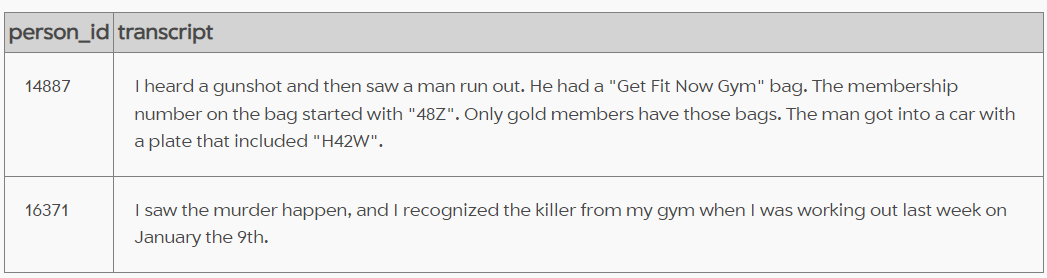 person_id transcript
14887 I heard a gunshot and then saw a man run out. He had a "Get Fit Now Gym" bag. The membership
number on the bag started with "48Z". Only gold members have those bags. The man got into a car with
a plate that included "H42W".
16371 I saw the murder happen, and I recognized the killer from my gym when I was working out last week on
January the 9th.